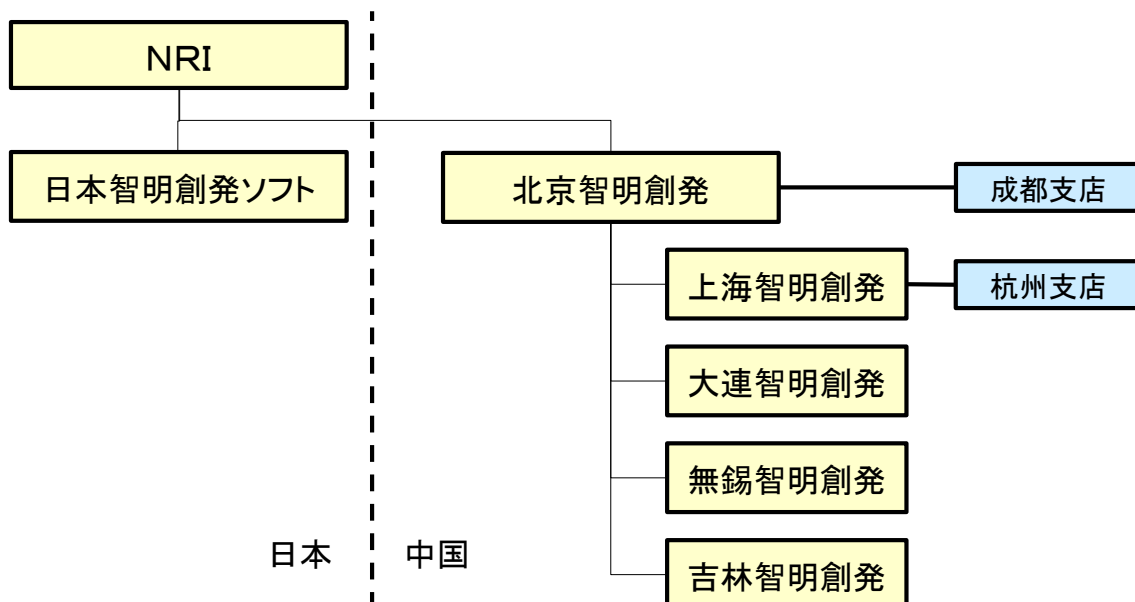 NRI
日本智明創発ソフト
北京智明創発
成都支店
上海智明創発
杭州支店
大連智明創発
無錫智明創発
吉林智明創発
日本
中国